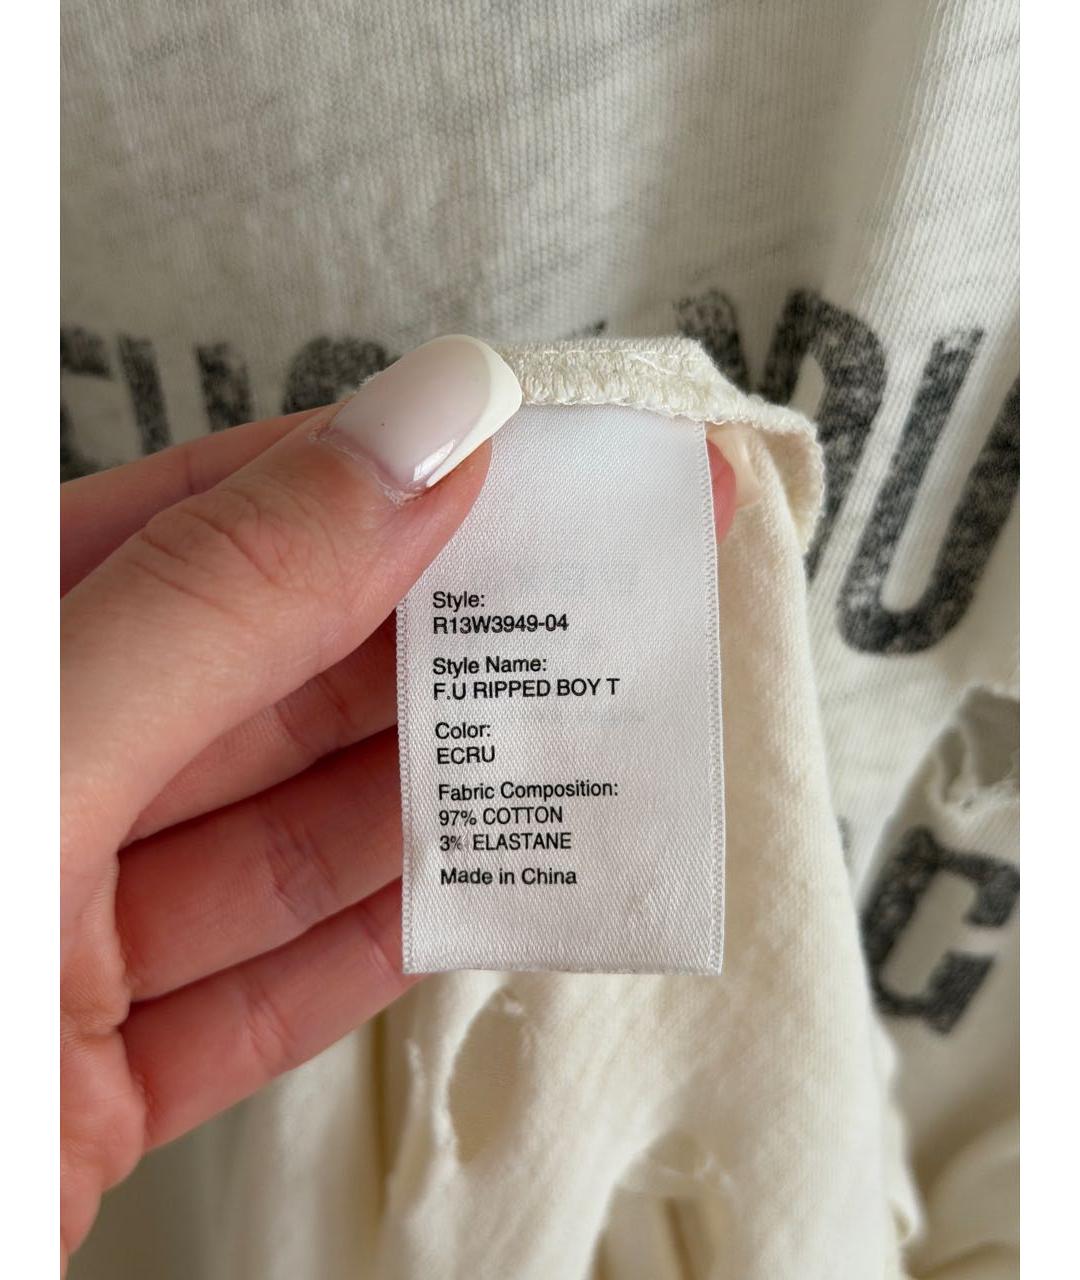 Style:
R13W3949-04
Style Name:
F.U RIPPED BOY T
Color:
ECRU
Fabric Composition:
97% COTTON
3% ELASTANE
Made in China